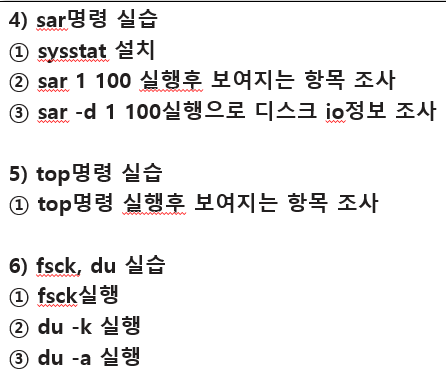 4) sar명령 실습
① sysstat 설치
② sar 1 100 실행후 보여지는 항목 조사
③ sar -d 1 100실행으로 디스크 io정보 조사
5) top명령 실습
① top명령 실행후 보여지는 항목 조사
6) fsck, du 실습
① fsck실행
② du -k 실행
③ du -a 실행